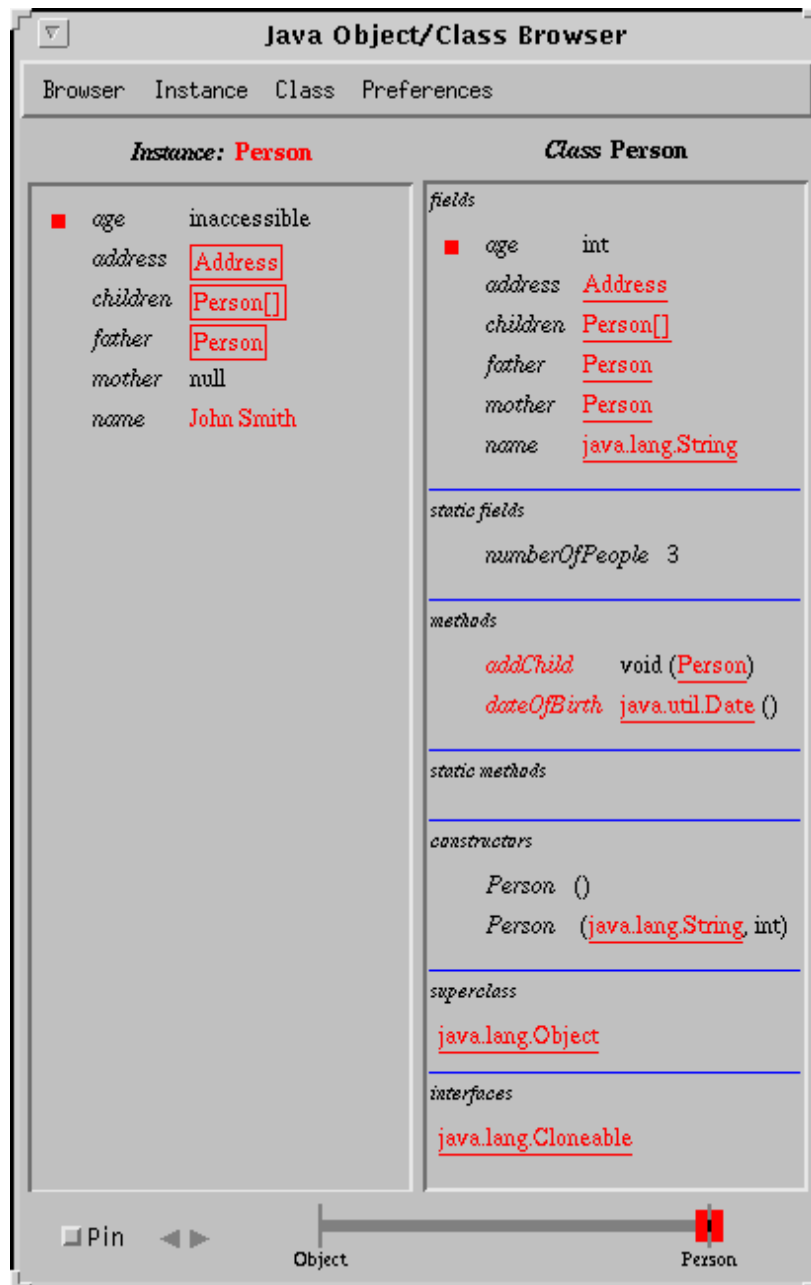 Java Object/Class Browser
Browser Instance Class Preferences
Instance: Person
age inaccessible
address Address
children Person[]
father Person
mother null
name John Smith
Class Person
fields
age int
address Address
children Person[]
father Person
mother Person
name java.lang.String
static fields
numberOfPeople 3
methods
addChild void (Person)
dateOfBirth java.util.Date ()
static methods
constructors
Person ()
Person (java.lang.String, int)
superclass
java.lang.Object
interfaces
java.lang.Cloneable
Pin
Object Person